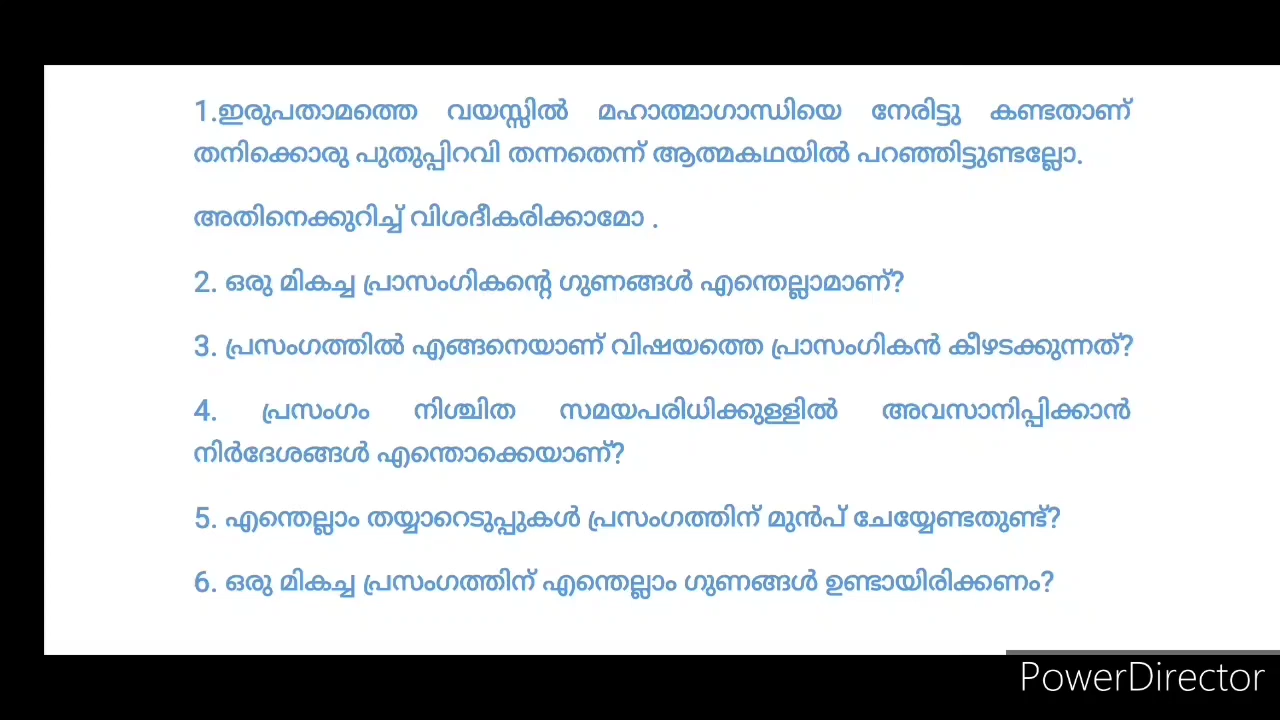 1.ഇരുപതാമത്തെ വയസ്സിൽ മഹാത്മാഗാന്ധിയെ നേരിട്ടു കണ്ടതാണ്
തനിക്കൊരു പുതുപ്പിറവി തന്നതെന്ന് ആത്മകഥയിൽ പറഞ്ഞിട്ടുണ്ടല്ലോ.
അതിനെക്കുറിച്ച് വിശദീകരിക്കാമോ .
2. ഒരു മികച്ച പ്രാസംഗികന്റെ ഗുണങ്ങൾ എന്തെല്ലാമാണ്?
3. പ്രസംഗത്തിൽ എങ്ങനെയാണ് വിഷയത്തെ പ്രാസംഗികൻ കീഴടക്കുന്നത്?
4. പ്രസംഗം നിശ്ചിത സമയപരിധിക്കുള്ളിൽ അവസാനിപ്പിക്കാൻ
നിർദേശങ്ങൾ എന്തൊക്കെയാണ്?
5. എന്തെല്ലാം തയ്യാറെടുപ്പുകൾ പ്രസംഗത്തിന് മുൻപ് ചേയ്യേണ്ടതുണ്ട്?
6. ഒരു മികച്ച പ്രസംഗത്തിന് എന്തെല്ലാം ഗുണങ്ങൾ ഉണ്ടായിരിക്കണം?
PowerDirector